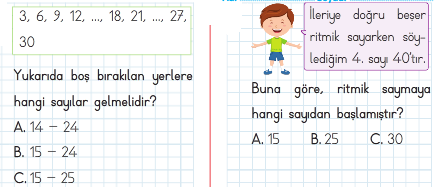 3, 6, 9, 12, ..., 18, 21, ..., 27,
30
Yukarıda boş bırakılan yerlere
hangi sayılar gelmelidir?
A. 14 – 24
B. 15 – 24
C. 15 – 25
İleriye doğru beşer
ritmik sayarken söy-
lediğim 4. sayı 40'tır.
Buna göre, ritmik saymaya
hangi sayıdan başlamıştır?
A. 15 B. 25 C. 30